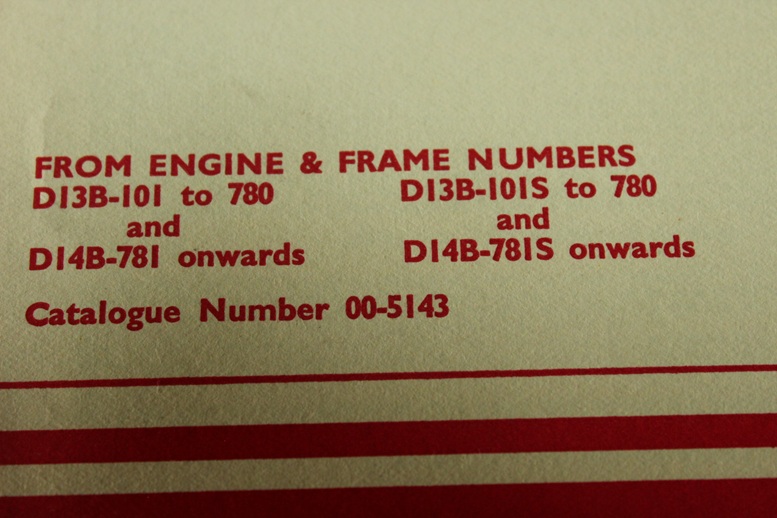 FROM ENGINE & FRAME NUMBERS
D13B-101 to 780 D13B-101S to 780
and and
D14B-781 onwards D14B-781S onwards
Catalogue Number 00-5143